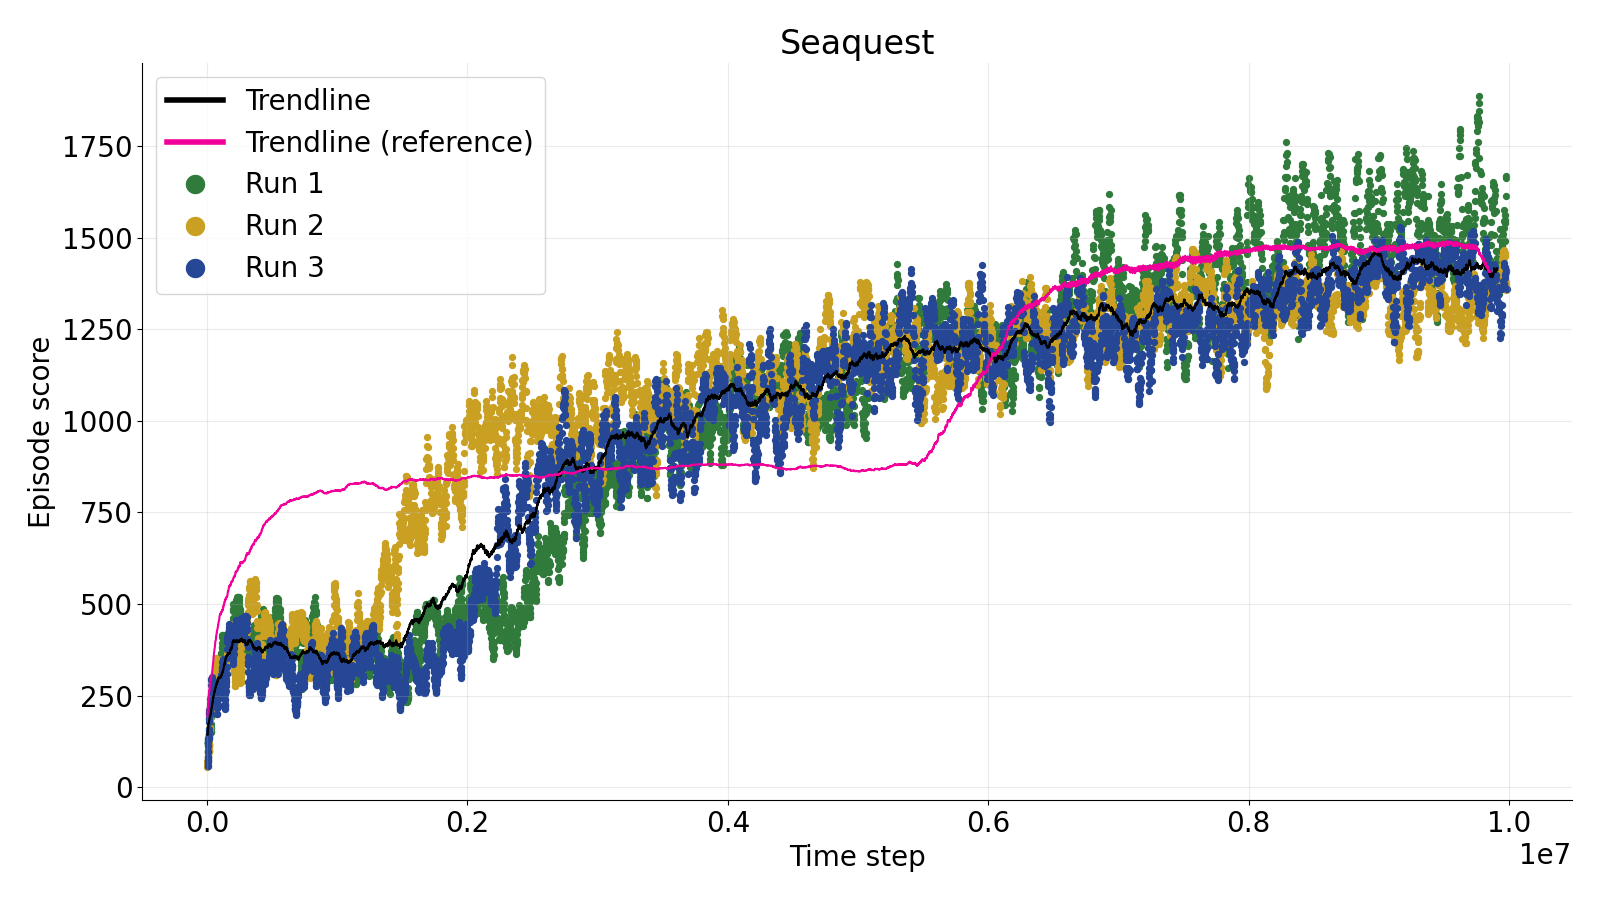 Seaquest
Trendline
Trendline (reference)
Run 1
Run 2
Run 3
Episode score
1750
1500
1250
1000
750
500
250
0
0.0 0.2 0.4 0.6 0.8 1.0
1e7
Time step